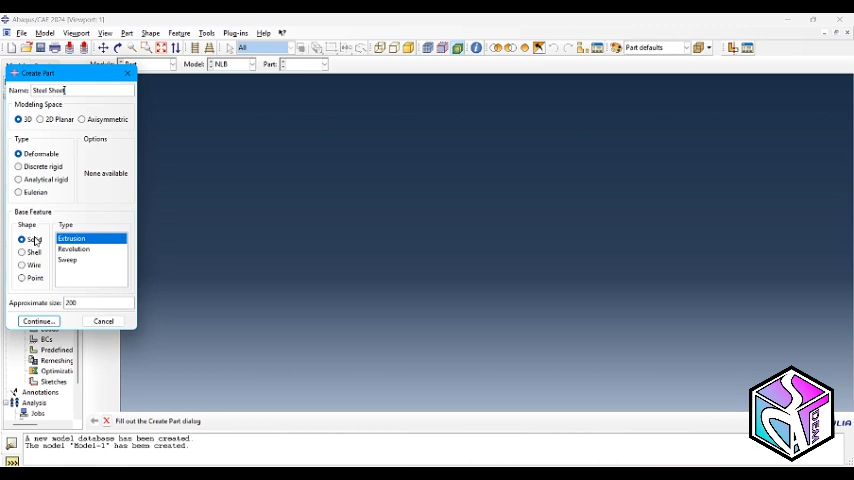 Abaqus/CAE 2024 [Viewport: 1]
File Model Viewport View Part Shape Feature Tools Plug-ins Help
All
Part defaults
Part Model: NLB Part:
Create Part
Name: Steel Sheet
Modeling Space
3D 2D Planar Axisymmetric
Type Options
Deformable
Discrete rigid
None available
Analytical rigid
Eulerian
Base Feature
Shape Type
Solid Extrusion
Revolution
Shell
Sweep
Wire
Point
Approximate size: 200
Continue... Cancel
BCs
Predefined
Remeshing
Optimizati
Sketches
Annotations
Analysis
Jobs
Fill out the Create Part dialog
A new model database has been created.
The model "Model-1" has been created.